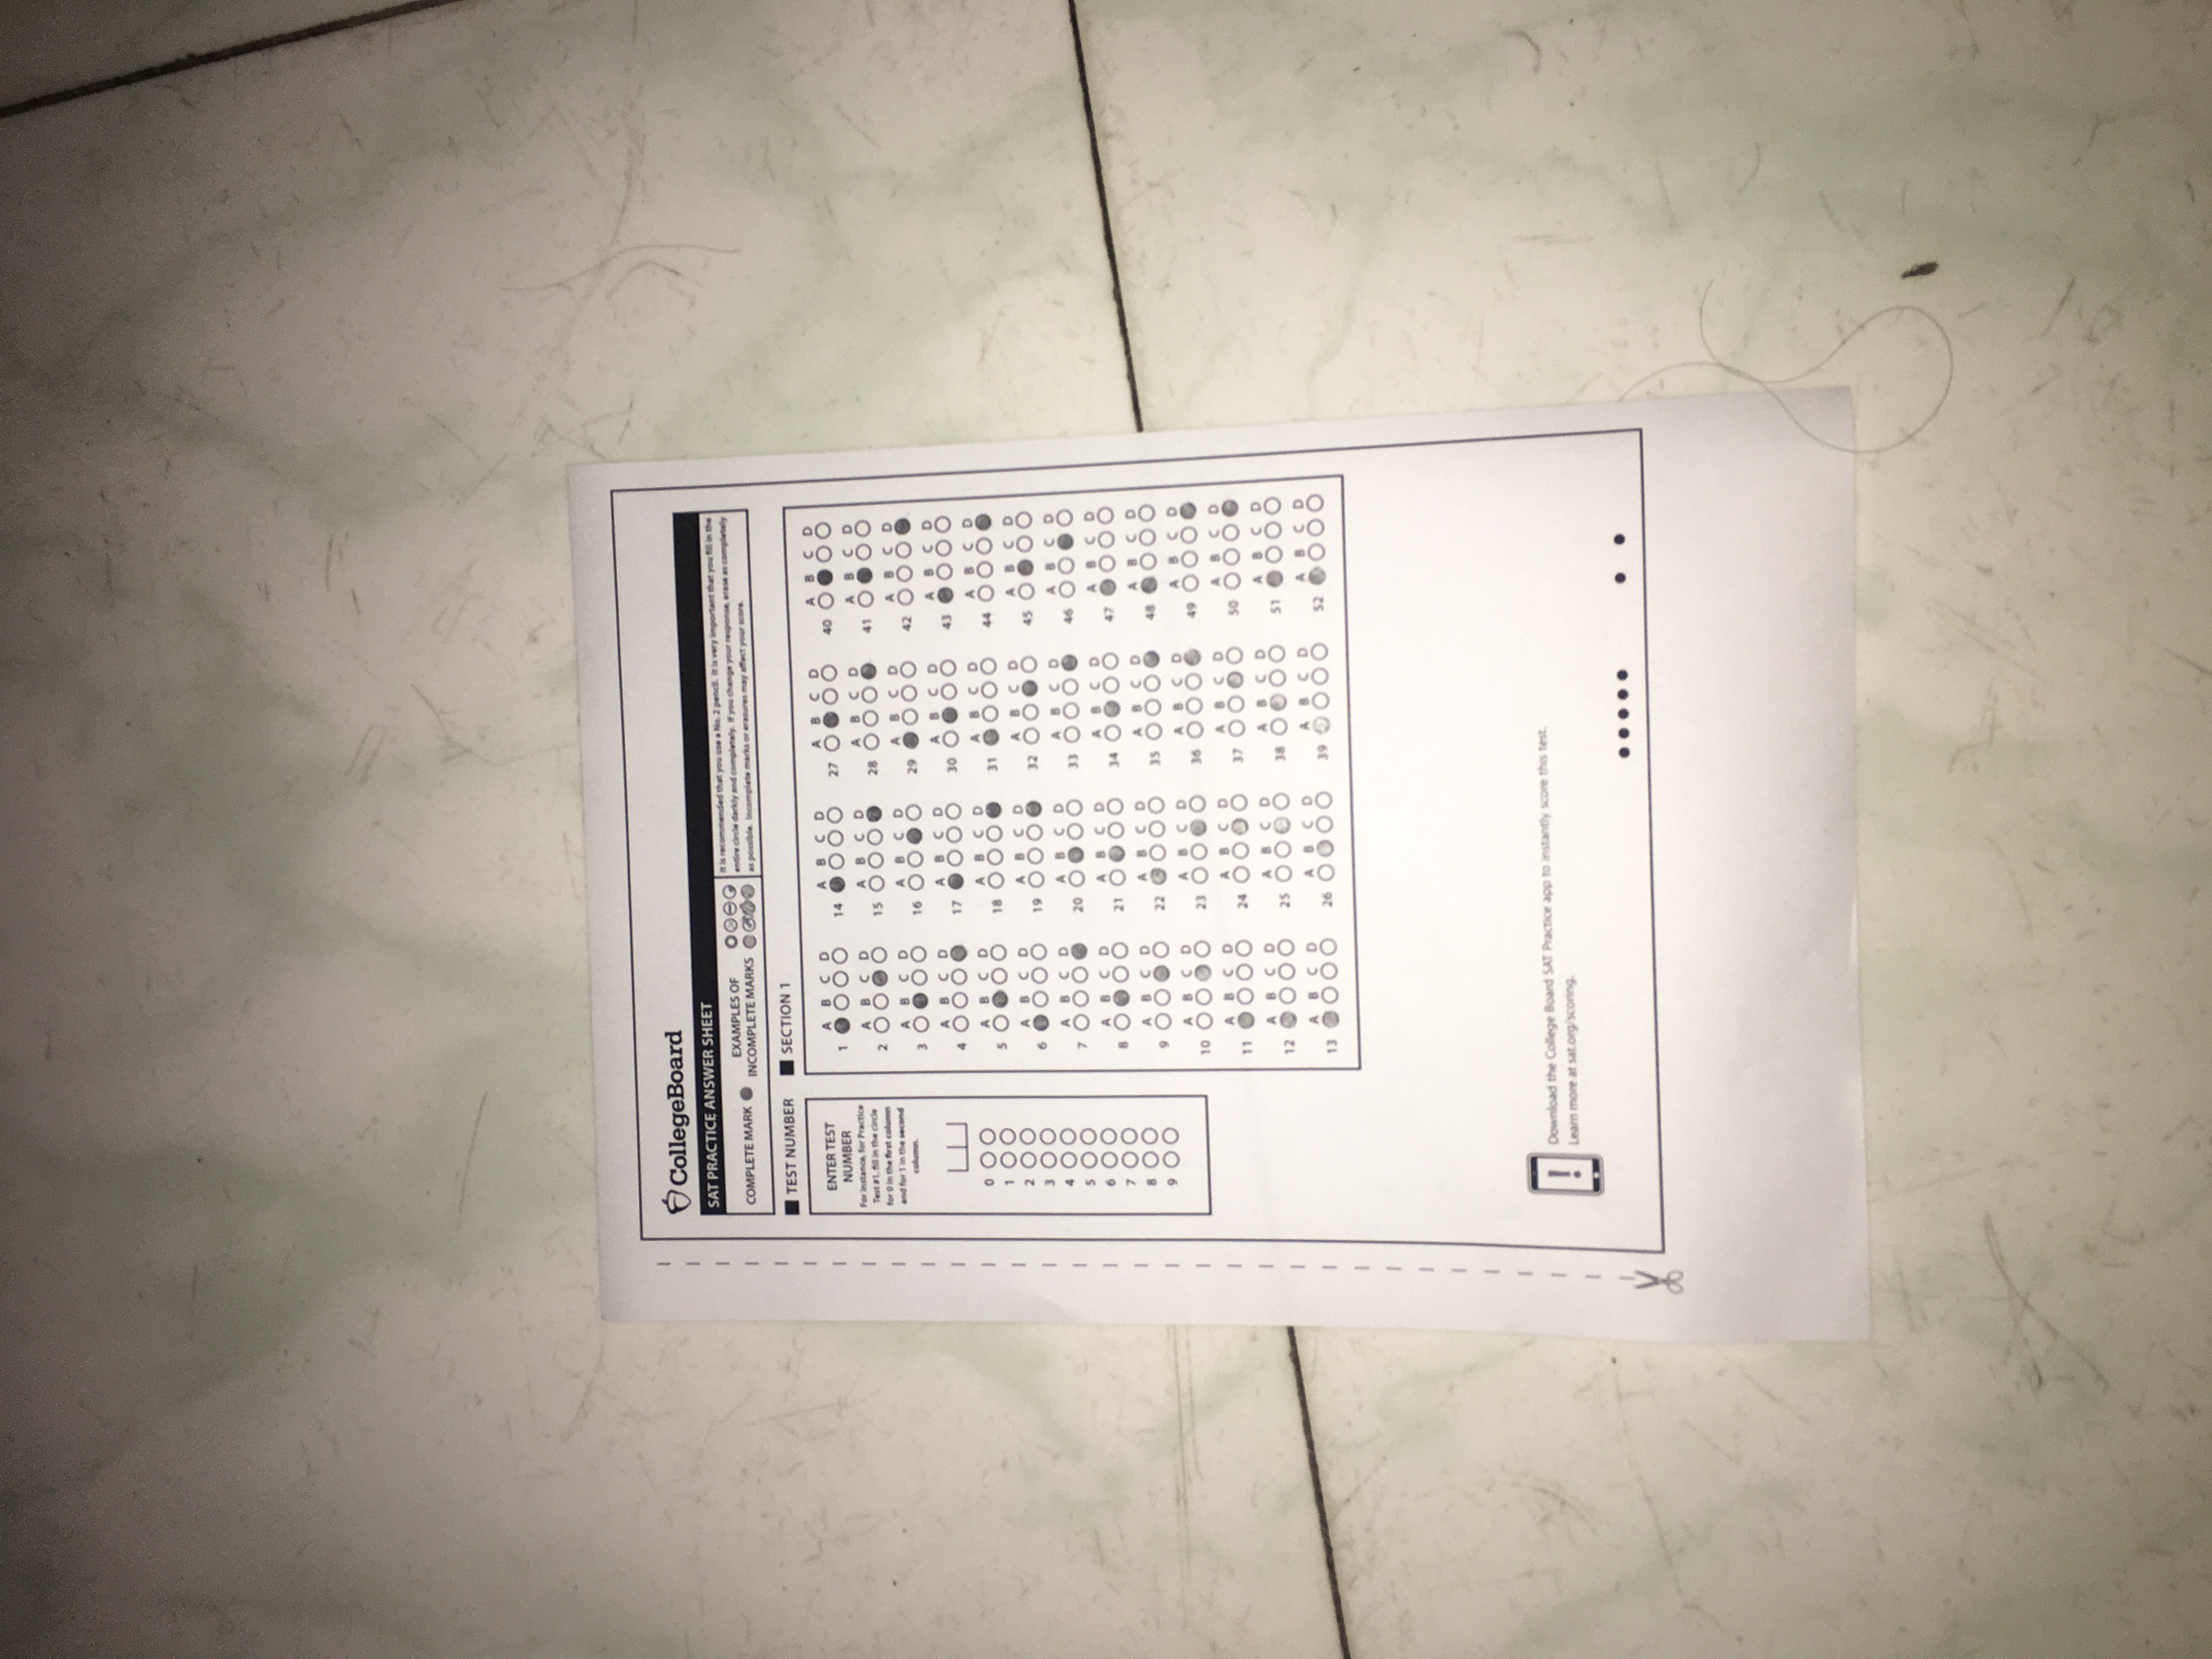 CollegeBoard
SAT PRACTICE ANSWER SHEET
COMPLETE MARK
EXAMPLES OF
INCOMPLETE MARKS
It is recommended that you use a No. 2 pencil. It is very important that you fill in the
entire circle darkly and completely. If you change your response, erase as completely
as possible. Incomplete marks or erasures may affect your score.
TEST NUMBER
ENTER TEST
NUMBER
For instance, for Practice
Test #1, fill in the circle
for 0 in the first column
and for 1 in the second
column.
0
1
2
3
4
5
6
7
8
9
SECTION 1
A B C D A B C D A B C D A B C D
1 14 27 40
A B C D A B C D A B C D A B C D
2 15 28 41
A B C D A B C D A B C D A B C D
3 16 29 42
A B C D A B C D A B C D A B C D
4 17 30 43
A B C D A B C D A B C D A B C D
5 18 31 44
A B C D A B C D A B C D A B C D
6 19 32 45
A B C D A B C D A B C D A B C D
7 20 33 46
A B C D A B C D A B C D A B C D
8 21 34 47
A B C D A B C D A B C D A B C D
9 22 35 48
A B C D A B C D A B C D A B C D
10 23 36 49
A B C D A B C D A B C D A B C D
11 24 37 50
A B C D A B C D A B C D A B C D
12 25 38 51
A B C D A B C D A B C D A B C D
13 26 39 52
Download the College Board SAT Practice app to instantly score this test.
Learn more at sat.org/scoring.